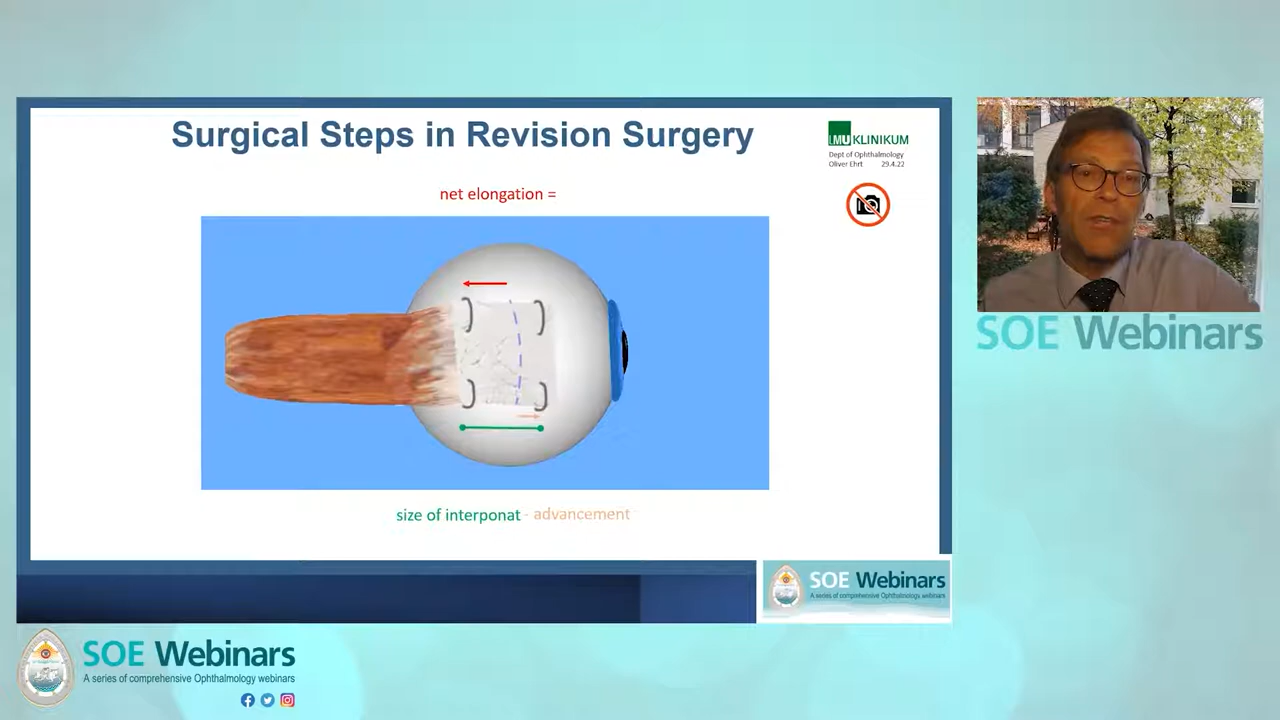 Surgical Steps in Revision Surgery
LMU KLINIKUM
Dept of Ophthalmology
Oliver Ehrt 29.4.22
net elongation =
size of interponat - advancement
SOE Webinars
SOE Webinars
A series of comprehensive Ophthalmology webinars
SOE Webinars
A series of comprehensive Ophthalmology webinars